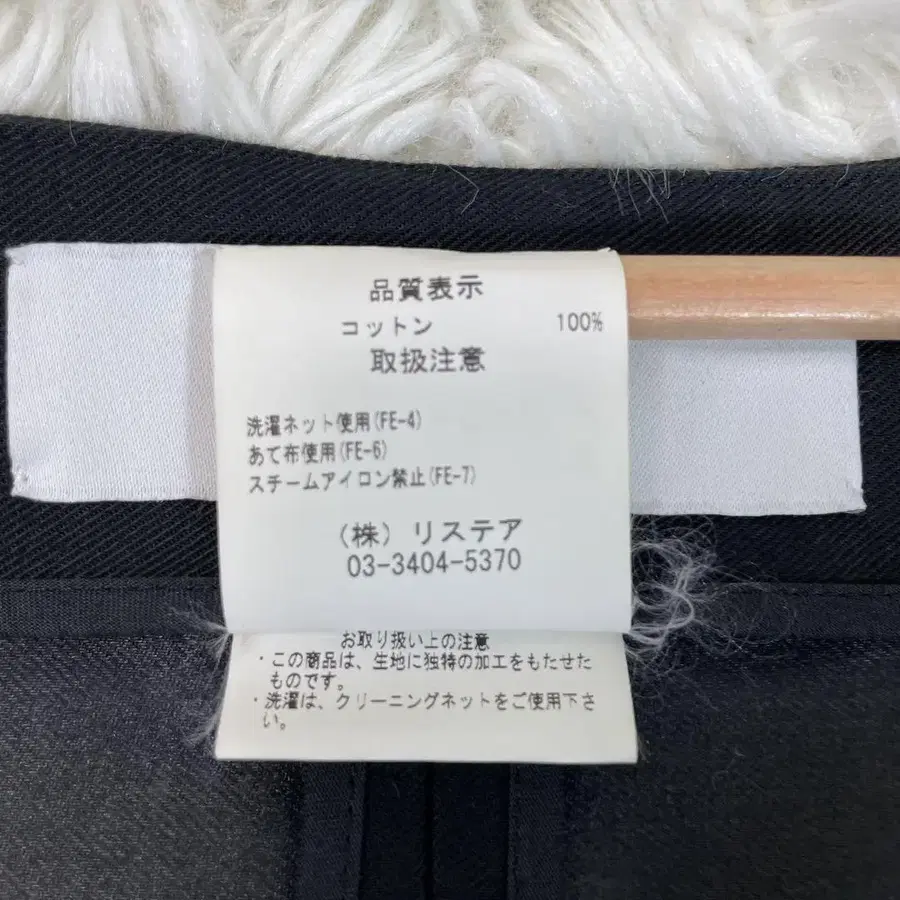 品質表示
コットン 100%
取扱注意
洗濯ネット使用(FE-4)
あて布使用(FE-6)
スチームアイロン禁止(FE-7)
(株) リステア
03-3404-5370
お取り扱い上の注意
・この商品は、生地に独特の加工をもたせた
ものです。
・洗濯は、クリーニングネットをご使用下さ
い。